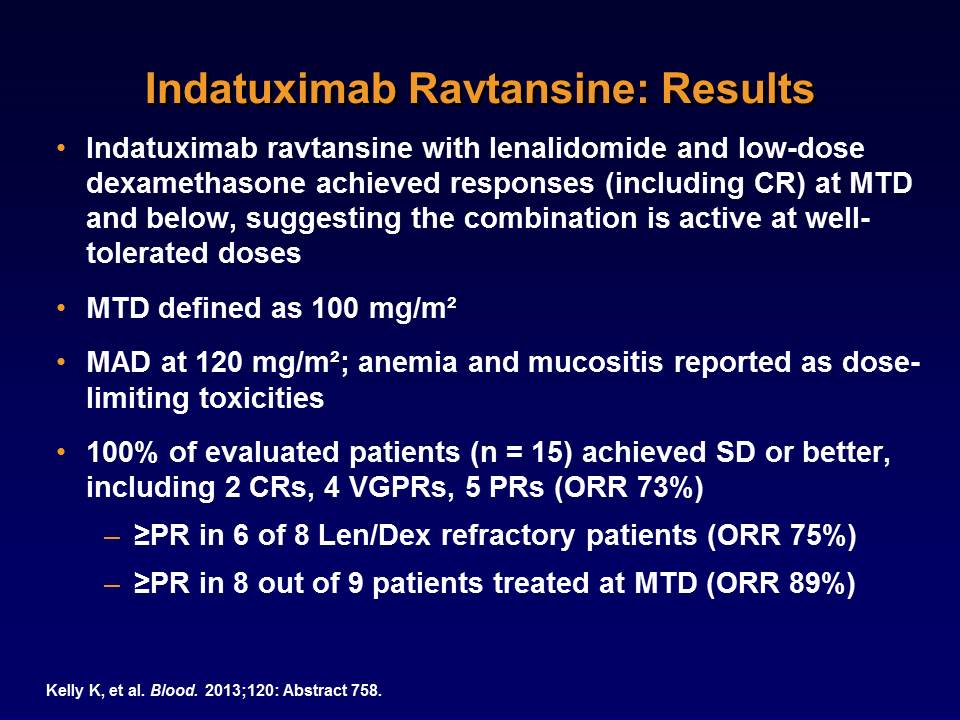 Indatuximab Ravtansine: Results
• Indatuximab ravtansine with lenalidomide and low-dose
dexamethasone achieved responses (including CR) at MTD
and below, suggesting the combination is active at well-
tolerated doses
• MTD defined as 100 mg/m²
• MAD at 120 mg/m²; anemia and mucositis reported as dose-
limiting toxicities
• 100% of evaluated patients (n = 15) achieved SD or better,
including 2 CRs, 4 VGPRs, 5 PRs (ORR 73%)
– ≥PR in 6 of 8 Len/Dex refractory patients (ORR 75%)
– ≥PR in 8 out of 9 patients treated at MTD (ORR 89%)
Kelly K, et al. Blood. 2013;120: Abstract 758.